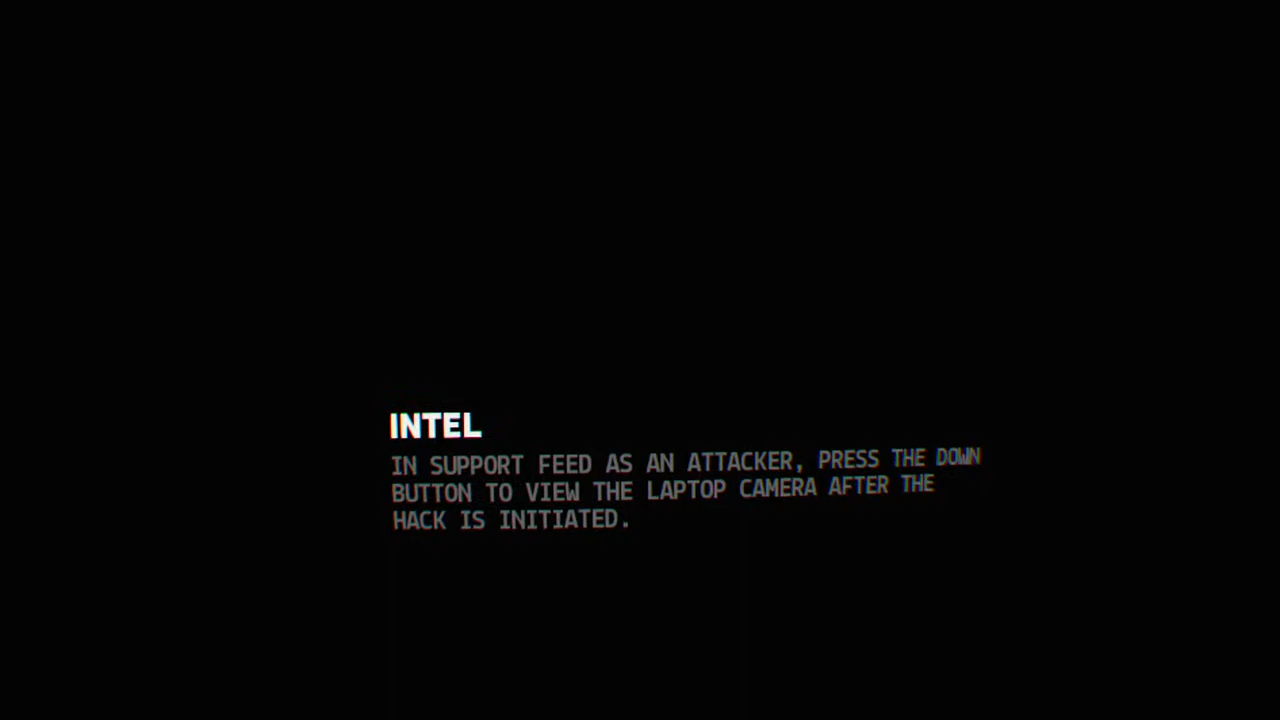 INTEL
IN SUPPORT FEED AS AN ATTACKER, PRESS THE DOWN
BUTTON TO VIEW THE LAPTOP CAMERA AFTER THE
HACK IS INITIATED.